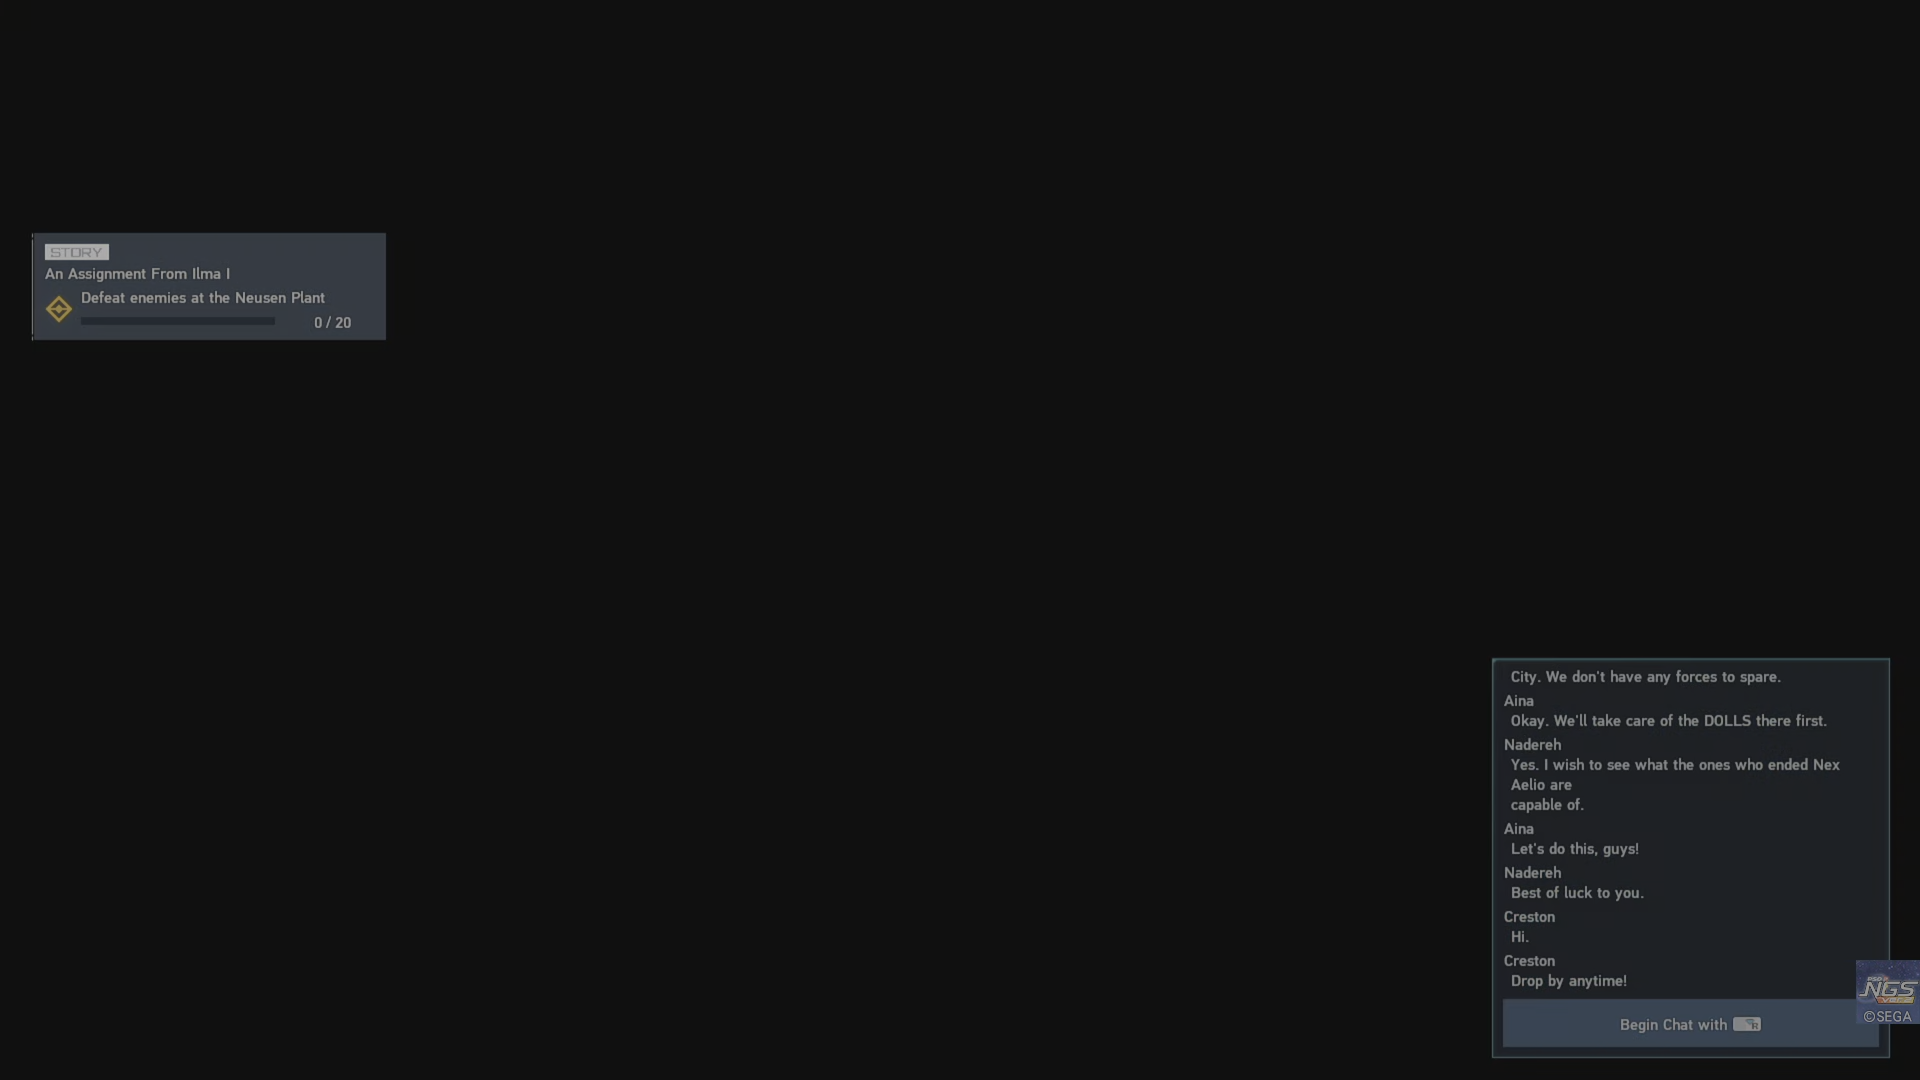 STORY
An Assignment From Ilma I
Defeat enemies at the Neusen Plant
0 / 20
City. We don't have any forces to spare.
Aina
Okay. We'll take care of the DOLLS there first.
Nadereh
Yes. I wish to see what the ones who ended Nex
Aelio are
capable of.
Aina
Let's do this, guys!
Nadereh
Best of luck to you.
Creston
Hi.
Creston
Drop by anytime!
Begin Chat with
NGS
©SEGA